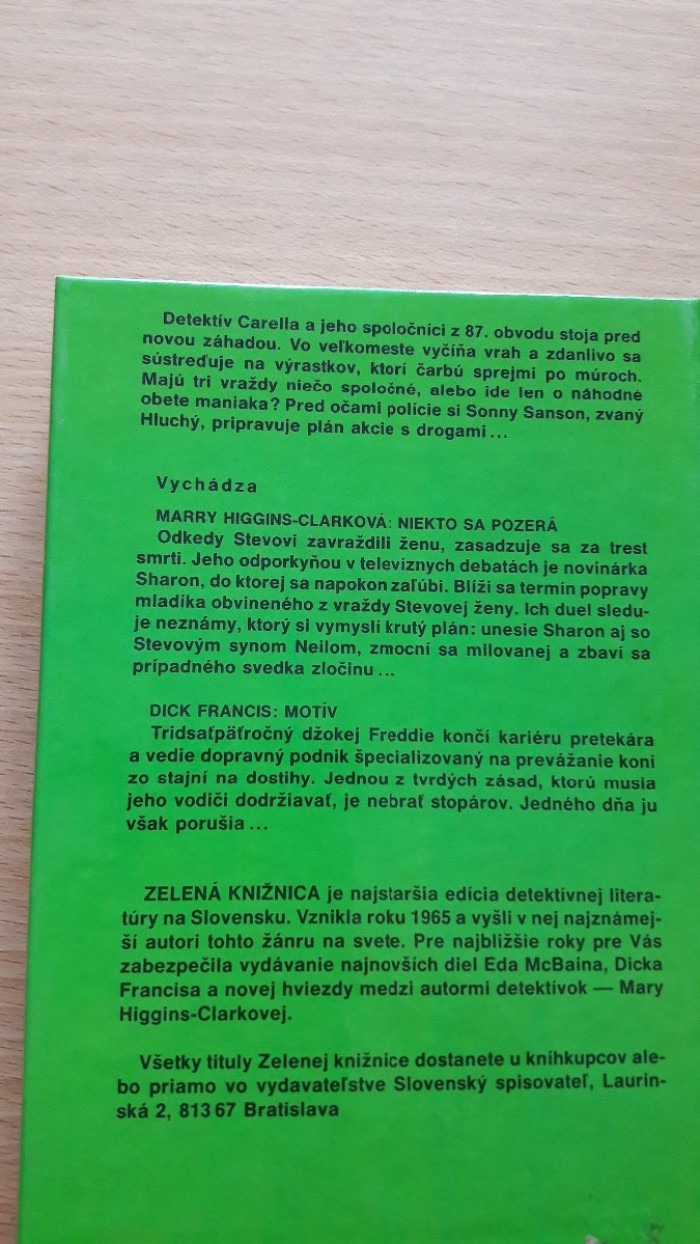 Detektív Carella a jeho spoločníci z 87. obvodu stoja pred
novou záhadou. Vo veľkomeste vyčíňa vrah a zdanlivo sa
sústreďuje na výrastkov, ktorí čarbú sprejmi po múroch.
Majú tri vraždy niečo spoločné, alebo ide len o náhodné
obete maniaka? Pred očami polície si Sonny Sanson, zvaný
Hluchý, pripravuje plán akcie s drogami...
Vychádza
MARRY HIGGINS-CLARKOVÁ: NIEKTO SA POZERÁ
Odkedy Stevovi zavraždili ženu, zasadzuje sa za trest
smrti. Jeho odporkyňou v televíznych debatách je novinárka
Sharon, do ktorej sa napokon zaľúbi. Blíži sa termín popravy
mladíka obvineného z vraždy Stevovej ženy. Ich duel sledu-
je neznámy, ktorý si vymyslí krutý plán: unesie Sharon aj so
Stevovým synom Neilom, zmocní sa milovanej a zbaví sa
prípadného svedka zločinu...
DICK FRANCIS: MOTÍV
Tridsaťpäťročný džokej Freddie končí kariéru pretekára
a vedie dopravný podnik špecializovaný na prevážanie koni
zo stajní na dostihy. Jednou z tvrdých zásad, ktorú musia
jeho vodiči dodržiavať, je nebrať stopárov. Jedného dňa ju
však porušia...
ZELENÁ KNIŽNICA je najstaršia edícia detektívnej litera-
túry na Slovensku. Vznikla roku 1965 a vyšli v nej najznámej-
ší autori tohto žánru na svete. Pre najbližšie roky pre Vás
zabezpečila vydávanie najnovších diel Eda McBaina, Dicka
Francisa a novej hviezdy medzi autormi detektívok — Mary
Higgins-Clarkovej.
Všetky tituly Zelenej knižnice dostanete u kníhkupcov ale-
bo priamo vo vydavateľstve Slovenský spisovateľ, Laurin-
ská 2, 813 67 Bratislava